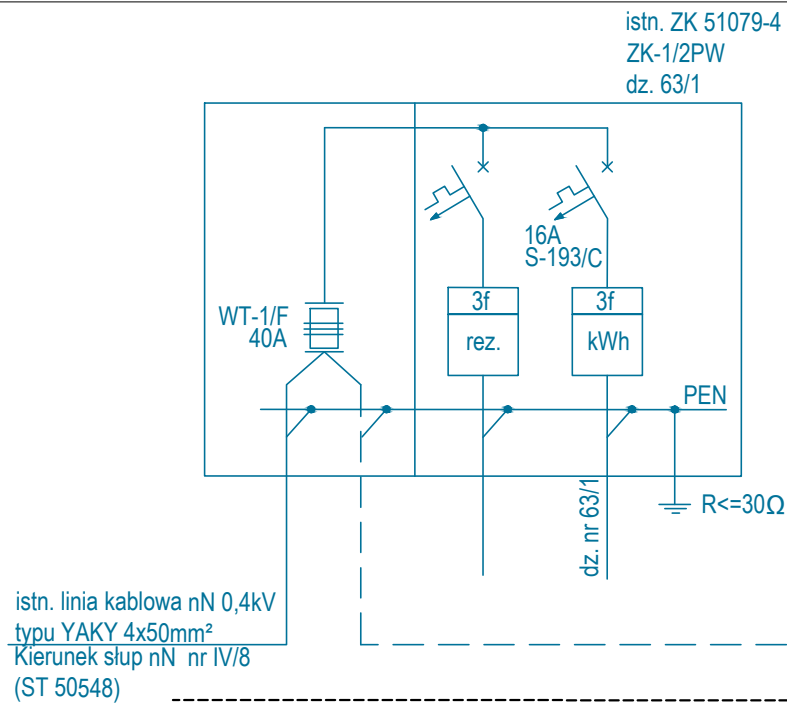 istn. ZK 51079-4
ZK-1/2PW
dz. 63/1
16A
S-193/C
WT-1/F
40A
3f
rez.
3f
kWh
PEN
dz. nr 63/1
R<=30Ω
istn. linia kablowa nN 0,4kV
typu YAKY 4x50mm²
Kierunek słup nN nr IV/8
(ST 50548)